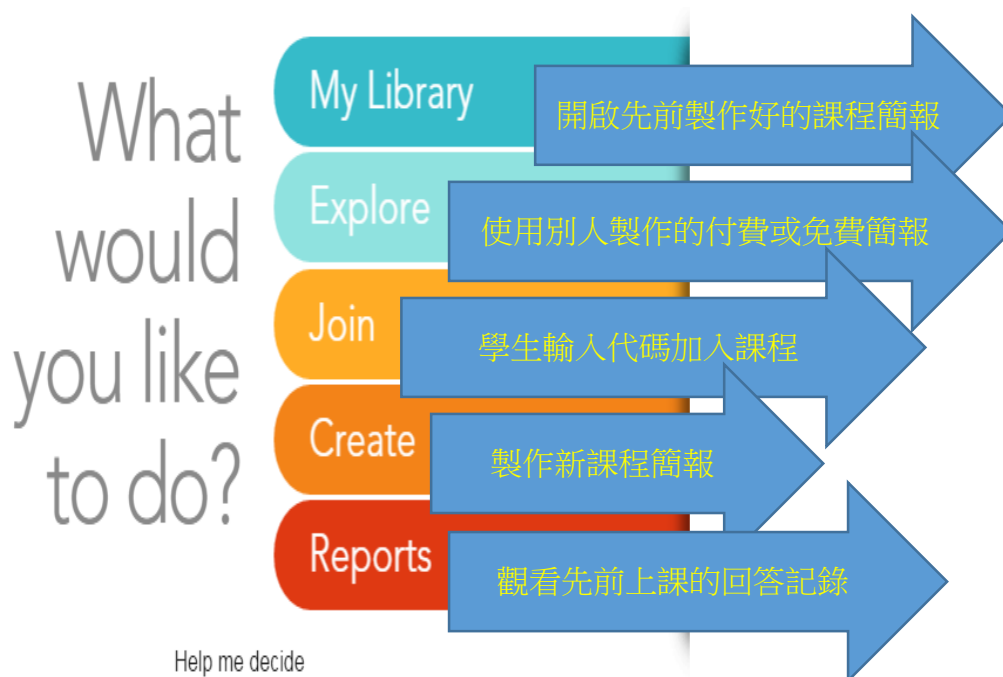 What
would
you like
to do?
My Library
開啟先前製作好的課程簡報
Explore
使用別人製作的付費或免費簡報
Join
學生輸入代碼加入課程
Create
製作新課程簡報
Reports
觀看先前上課的回答記錄
Help me decide